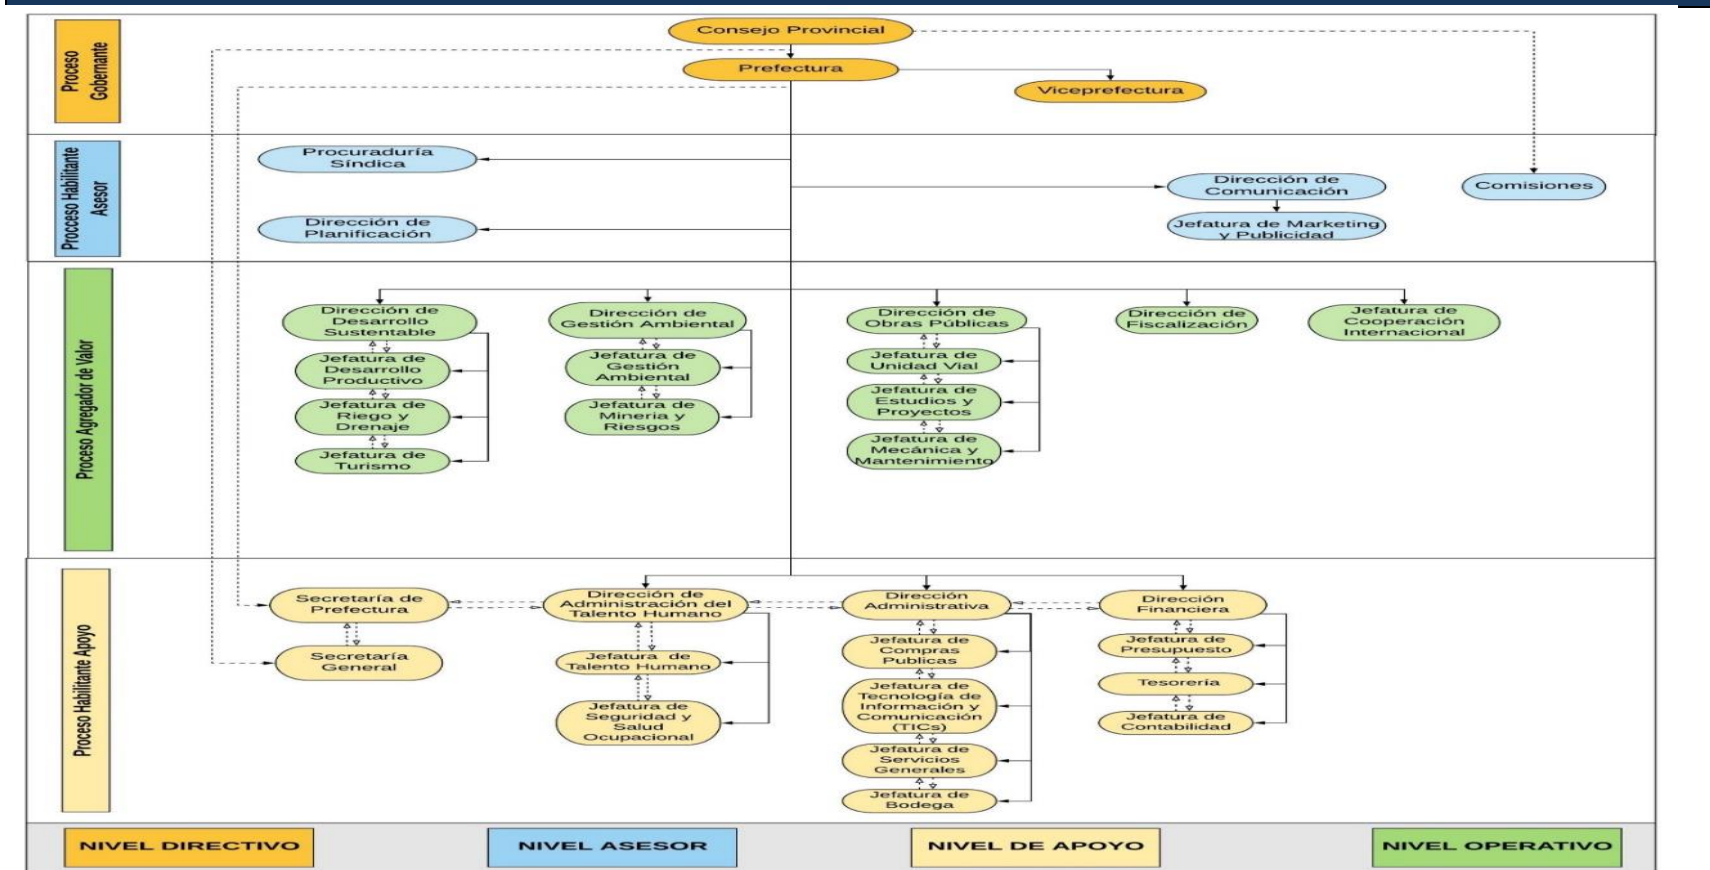 Proceso
Gobernante
Consejo Provincial
Prefectura
Viceprefectura
Procceso Habilitante
Asesor
Procuraduría
Síndica
Dirección de
Comunicación
Comisiones
Dirección de
Planificación
Jefatura de Marketing
y Publicidad
Proceso Agregador de Valor
Dirección de
Desarrollo
Sustentable
Jefatura de
Desarrollo
Productivo
Jefatura de
Riego y
Drenaje
Jefatura de
Turismo
Dirección de
Gestión Ambiental
Jefatura de
Gestión
Ambiental
Jefatura de
Mineria y
Riesgos
Dirección de
Obras Públicas
Jefatura de
Unidad Vial
Jefatura de
Estudios y
Proyectos
Jefatura de
Mecánica y
Mantenimiento
Dirección de
Fiscalización
Jefatura de
Cooperación
Internacional
Proceso Habilitante Apoyo
Secretaría de
Prefectura
Secretaría
General
Dirección de
Administración del
Talento Humano
Jefatura de
Talento Humano
Jefatura de
Seguridad y
Salud
Ocupacional
Dirección
Administrativa
Jefatura de
Compras
Publicas
Jefatura de
Tecnología de
Información y
Comunicación
(TICs)
Jefatura de
Servicios
Generales
Jefatura de
Bodega
Dirección
Financiera
Jefatura de
Presupuesto
Tesorería
Jefatura de
Contabilidad
NIVEL DIRECTIVO
NIVEL ASESOR
NIVEL DE APOYO
NIVEL OPERATIVO